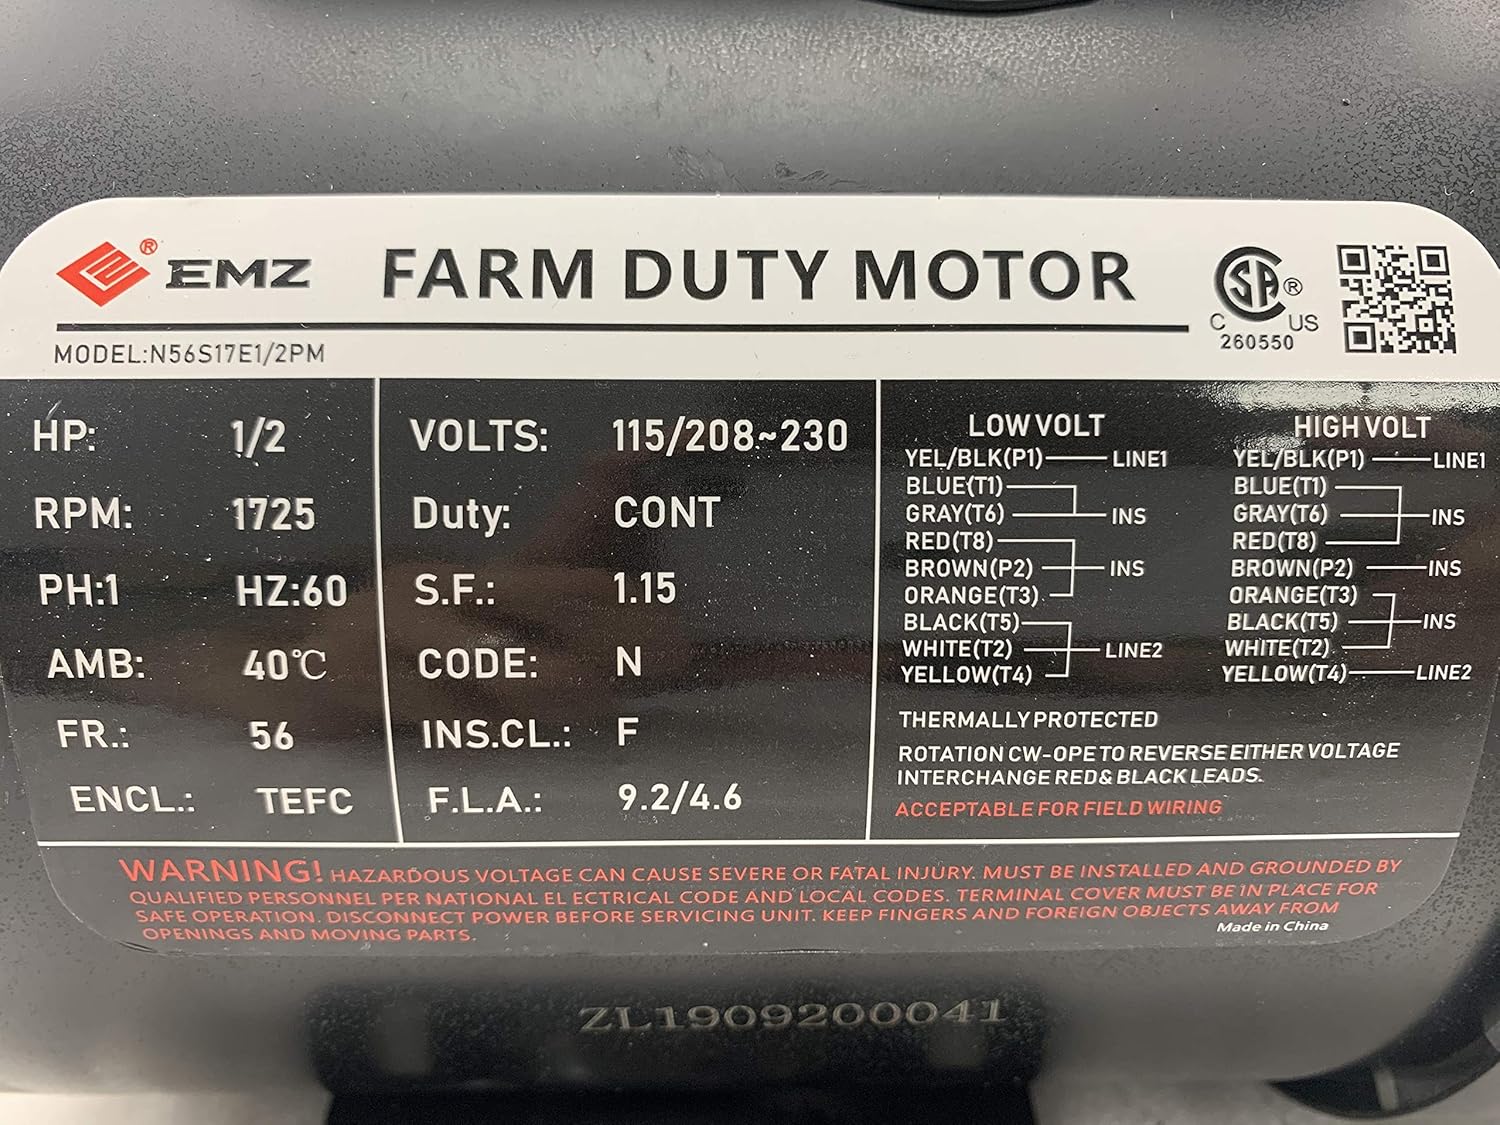 ® EMZ FARM DUTY MOTOR
MODEL:N56S17E1/2PM
CSA®
C US
260550
HP: 1/2
RPM: 1725
PH:1 HZ:60
AMB: 40℃
FR.: 56
ENCL.: TEFC
VOLTS: 115/208~230
Duty: CONT
S.F.: 1.15
CODE: N
INS.CL.: F
F.L.A.: 9.2/4.6
LOW VOLT
YEL/BLK(P1) LINE1
BLUE(T1)
GRAY(T6) INS
RED(T8)
BROWN(P2) INS
ORANGE(T3)
BLACK(T5)
WHITE(T2) LINE2
YELLOW(T4)
HIGH VOLT
YEL/BLK(P1) LINE1
BLUE(T1)
GRAY(T6) INS
RED(T8)
BROWN(P2) INS
ORANGE(T3)
BLACK(T5) INS
WHITE(T2)
YELLOW(T4) LINE2
THERMALLY PROTECTED
ROTATION CW-OPE TO REVERSE EITHER VOLTAGE
INTERCHANGE RED & BLACK LEADS.
ACCEPTABLE FOR FIELD WIRING
WARNING! HAZARDOUS VOLTAGE CAN CAUSE SEVERE OR FATAL INJURY. MUST BE INSTALLED AND GROUNDED BY
QUALIFIED PERSONNEL PER NATIONAL EL ECTRICAL CODE AND LOCAL CODES. TERMINAL COVER MUST BE IN PLACE FOR
SAFE OPERATION. DISCONNECT POWER BEFORE SERVICING UNIT. KEEP FINGERS AND FOREIGN OBJECTS AWAY FROM
OPENINGS AND MOVING PARTS.
Made in China
ZL1909200041